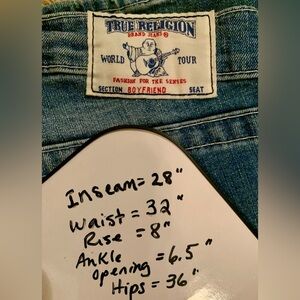 TRUE RELIGION
BRAND JEANS®
WORLD TOUR
FASHION FOR THE SENSES
SECTION BOYFRIEND SEAT
Inseam = 28"
Waist = 32"
Rise = 8"
Ankle
Opening = 6.5"
Hips = 36"